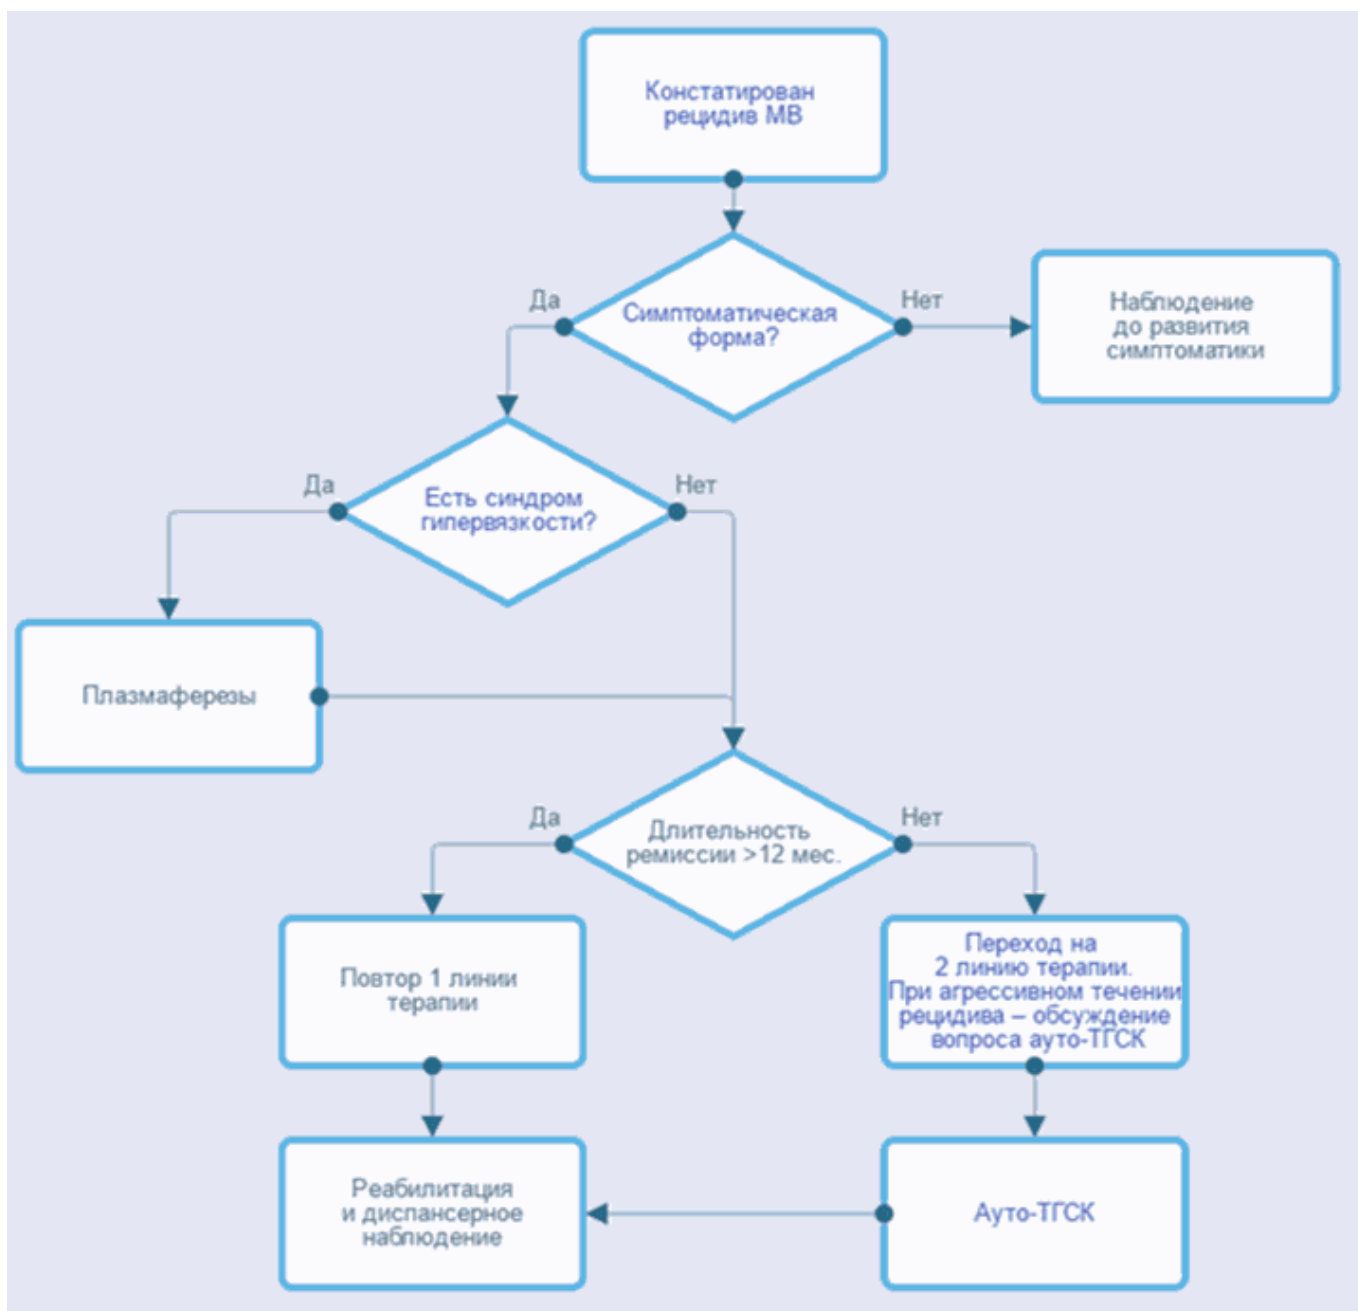 Констатирован
рецидив МВ
Да
Симптоматическая
форма?
Нет
Наблюдение
до развития
симптоматики
Да
Есть синдром
гипервязкости?
Нет
Плазмаферезы
Да
Длительность
ремиссии >12 мес.
Нет
Повтор 1 линии
терапии
Переход на
2 линию терапии.
При агрессивном течении
рецидива – обсуждение
вопроса ауто-ТГСК
Реабилитация
и диспансерное
наблюдение
Ауто-ТГСК